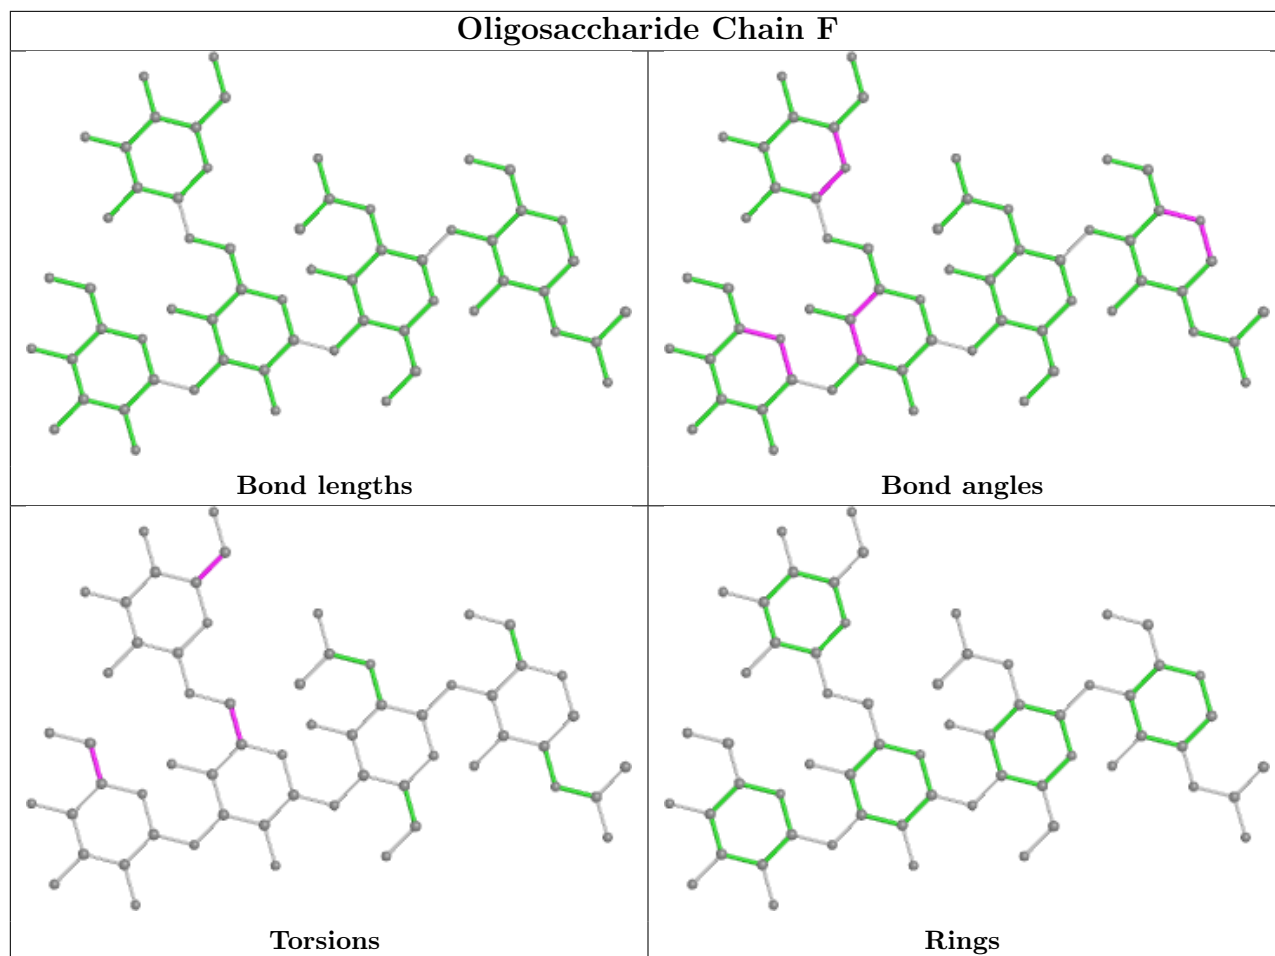 Oligosaccharide Chain F
Bond lengths
Bond angles
Torsions
Rings